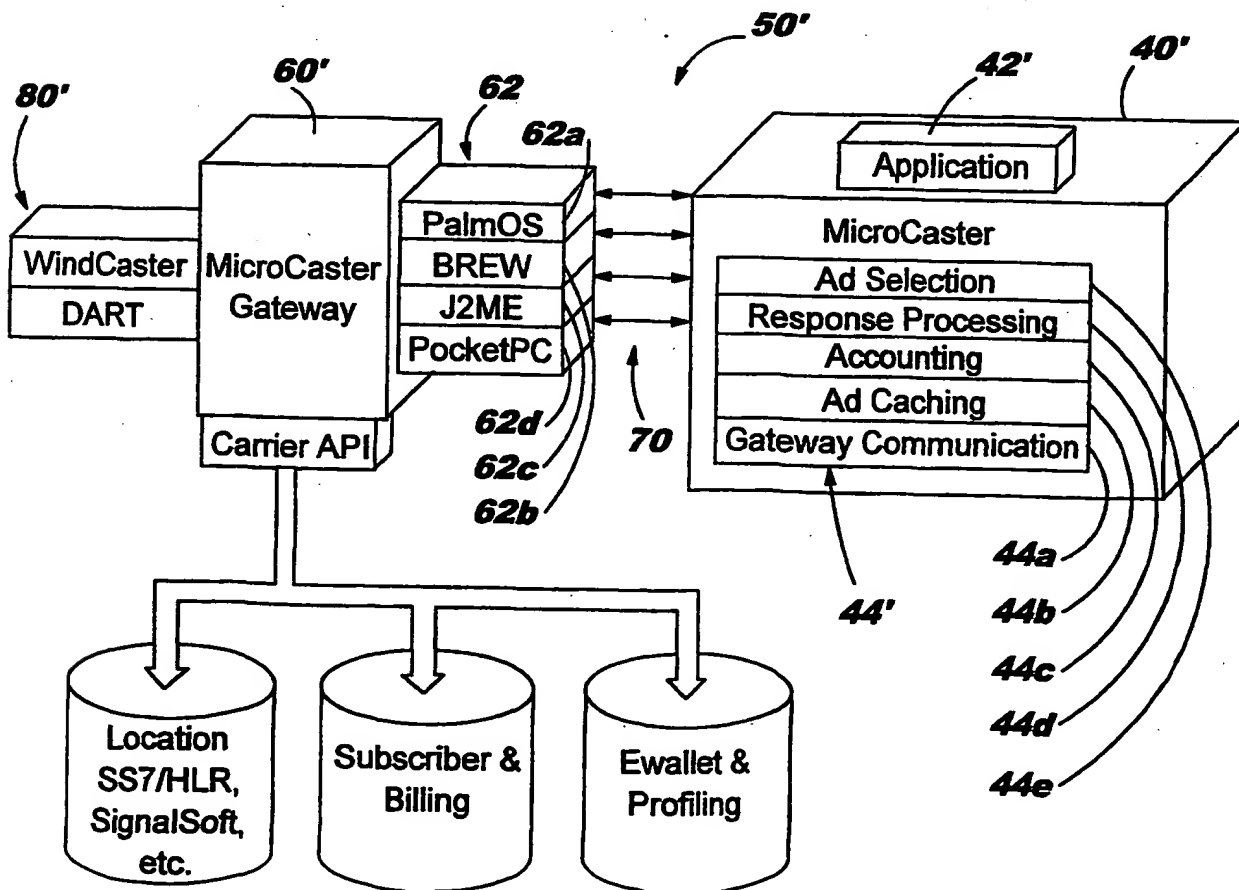 50'
40'
60'
42'
80'
62
62a
Application
PalmOS
MicroCaster
WindCaster
MicroCaster
Gateway
BREW
Ad Selection
DART
J2ME
Response Processing
PocketPC
Accounting
Ad Caching
Carrier API
62d
70
Gateway Communication
62c
62b
44a
44'
44b
44c
44d
44e
Location
SS7/HLR,
SignalSoft,
etc.
Subscriber &
Billing
Ewallet &
Profiling